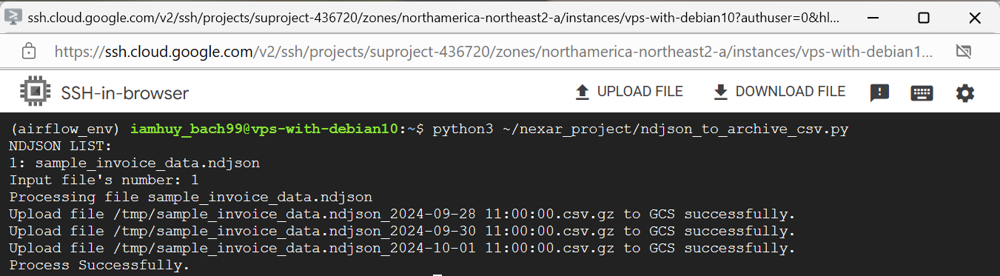 ssh.cloud.google.com/v2/ssh/projects/suproject-436720/zones/northamerica-northeast2-a/instances/vps-with-debian10?authuser=0&hl...
https://ssh.cloud.google.com/v2/ssh/projects/suproject-436720/zones/northamerica-northeast2-a/instances/vps-with-debian1...
SSH-in-browser UPLOAD FILE DOWNLOAD FILE
(airflow_env) iamhuy_bach99@vps-with-debian10:~$ python3 ~/nexar_project/ndjson_to_archive_csv.py
NDJSON LIST:
1: sample_invoice_data.ndjson
Input file's number: 1
Processing file sample_invoice_data.ndjson
Upload file /tmp/sample_invoice_data.ndjson_2024-09-28 11:00:00.csv.gz to GCS successfully.
Upload file /tmp/sample_invoice_data.ndjson_2024-09-30 11:00:00.csv.gz to GCS successfully.
Upload file /tmp/sample_invoice_data.ndjson_2024-10-01 11:00:00.csv.gz to GCS successfully.
Process Successfully.